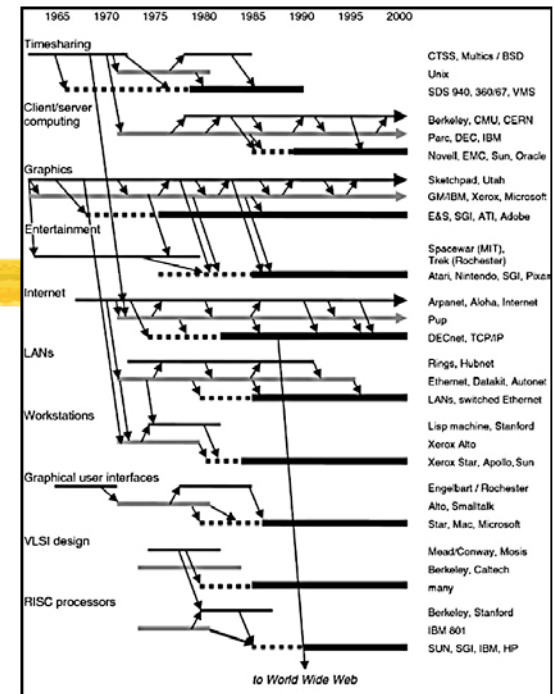 1965 1970 1975 1980 1985 1990 1995 2000
Timesharing
CTSS, Multics / BSD
Unix
SDS 940, 360/67, VMS
Client/server
computing
Berkeley, CMU, CERN
Parc, DEC, IBM
Novell, EMC, Sun, Oracle
Graphics
Sketchpad, Utah
GM/IBM, Xerox, Microsoft
E&S, SGI, ATI, Adobe
Entertainment
Spacewar (MIT),
Trek (Rochester)
Atari, Nintendo, SGI, Pixar
Internet
Arpanet, Aloha, Internet
Pup
DECnet, TCP/IP
LANs
Rings, Hubnet
Ethernet, Datakit, Autonet
LANs, switched Ethernet
Workstations
Lisp machine, Stanford
Xerox Alto
Xerox Star, Apollo, Sun
Graphical user interfaces
Engelbart / Rochester
Alto, Smalltalk
Star, Mac, Microsoft
VLSI design
Mead/Conway, Mosis
Berkeley, Caltech
many
RISC processors
Berkeley, Stanford
IBM 801
SUN, SGI, IBM, HP
to World Wide Web